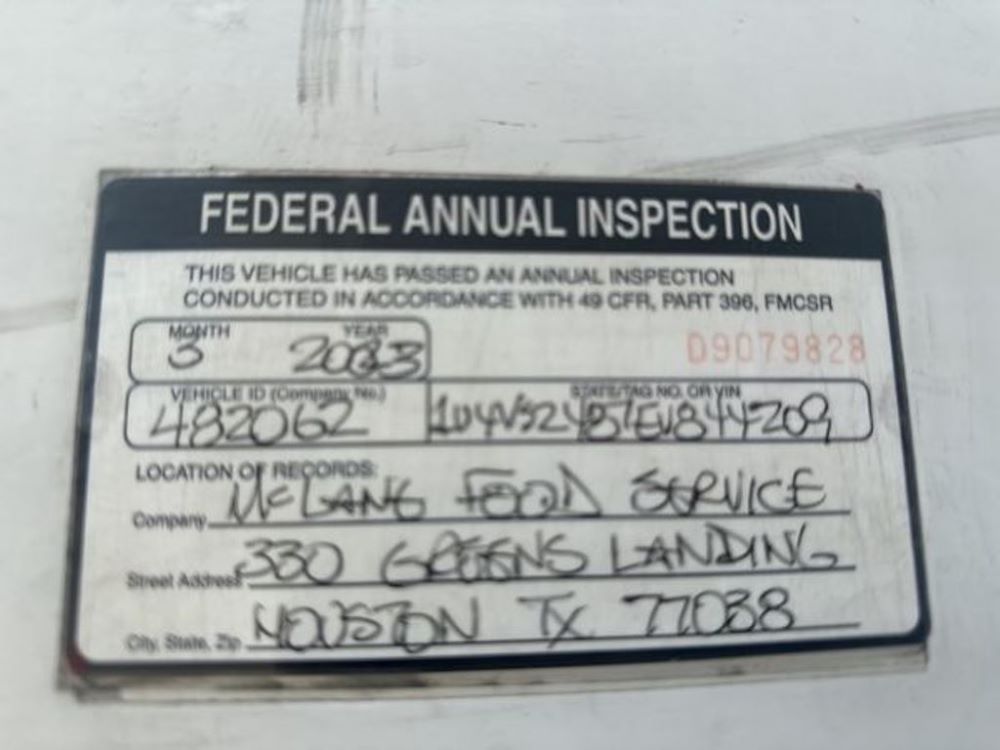 FEDERAL ANNUAL INSPECTION
THIS VEHICLE HAS PASSED AN ANNUAL INSPECTION
CONDUCTED IN ACCORDANCE WITH 49 CFR, PART 396, FMCSR
MONTH YEAR
3
D9079828
VEHICLE ID (Company No.) STATE/TAG NO. OR VIN
482062
LOCATION OF RECORDS:
Company McLANE FOOD SERVICE
Street Address 330 GREENS LANDING
City, State, Zip HOUSTON TX 77038